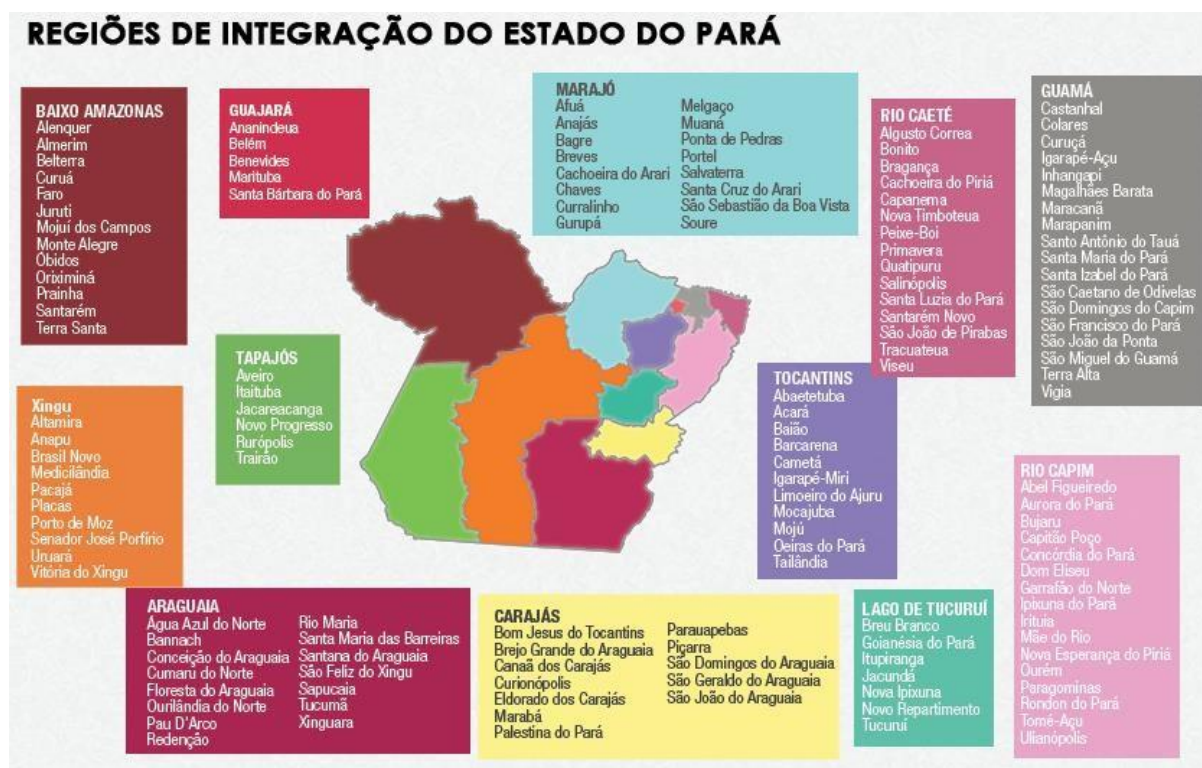 REGIÕES DE INTEGRAÇÃO DO ESTADO DO PARÁ
BAIXO AMAZONAS
Alenquer
Almerim
Belterra
Curuá
Faro
Juruti
Mojuí dos Campos
Monte Alegre
Óbidos
Oriximiná
Prainha
Santarém
Terra Santa
GUAJARÁ
Ananindeua
Belém
Benevides
Marituba
Santa Bárbara do Pará
MARAJÓ
Afuá
Anajás
Bagre
Breves
Cachoeira do Arari
Chaves
Curralinho
Gurupá
Melgaço
Muaná
Ponta de Pedras
Portel
Salvaterra
Santa Cruz do Arari
São Sebastião da Boa Vista
Soure
RIO CAETÉ
Algusto Correa
Bonito
Bragança
Cachoeira do Piriá
Capanema
Nova Timboteua
Peixe-Boi
Primavera
Quatipuru
Salinópolis
Santa Luzia do Pará
Santarém Novo
São João de Pirabas
Tracuateua
Viseu
GUAMÁ
Castanhal
Colares
Curuçá
Igarapé-Açu
Inhangapi
Magalhães Barata
Maracanã
Marapanim
Santo Antônio do Tauá
Santa Maria do Pará
Santa Izabel do Pará
São Caetano de Odivelas
São Domingos do Capim
São Francisco do Pará
São João da Ponta
São Miguel do Guamá
Terra Alta
Vigia
Xingu
Altamira
Anapu
Brasil Novo
Medicilândia
Pacajá
Placas
Porto de Moz
Senador José Porfírio
Uruará
Vitória do Xingu
TAPAJÓS
Aveiro
Itaituba
Jacareacanga
Novo Progresso
Rurópolis
Trairão
TOCANTINS
Abaetetuba
Acará
Baião
Barcarena
Cametá
Igarapé-Miri
Limoeiro do Ajuru
Mocajuba
Mojú
Oeiras do Pará
Tailândia
RIO CAPIM
Abel Figueiredo
Aurora do Pará
Bujaru
Capitão Poço
Concórdia do Pará
Dom Eliseu
Garrafão do Norte
Ipixuna do Pará
Irituia
Mãe do Rio
Nova Esperança do Piriá
Ourém
Paragominas
Rondon do Pará
Tomé-Açu
Ulianópolis
ARAGUAIA
Água Azul do Norte
Bannach
Conceição do Araguaia
Cumaru do Norte
Floresta do Araguaia
Ourilândia do Norte
Pau D'Arco
Redenção
Rio Maria
Santa Maria das Barreiras
Santana do Araguaia
São Feliz do Xingu
Sapucaia
Tucumã
Xinguara
CARAJÁS
Bom Jesus do Tocantins
Brejo Grande do Araguaia
Canaã dos Carajás
Curionópolis
Eldorado dos Carajás
Marabá
Palestina do Pará
Parauapebas
Piçarra
São Domingos do Araguaia
São Geraldo do Araguaia
São João do Araguaia
LAGO DE TUCURUÍ
Breu Branco
Goianésia do Pará
Itupiranga
Jacundá
Nova Ipixuna
Novo Repartimento
Tucuruí